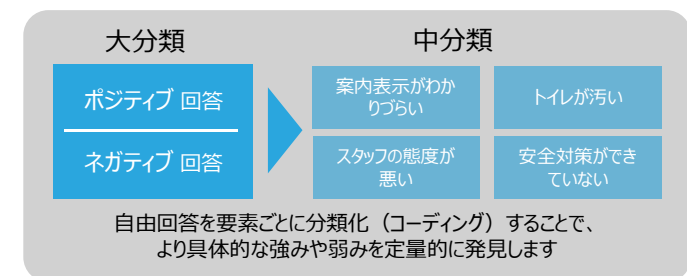 大分類
中分類
ポジティブ 回答
ネガティブ 回答
案内表示がわか
りづらい
トイレが汚い
スタッフの態度が
悪い
安全対策ができ
ていない
自由回答を要素ごとに分類化（コーディング）することで、
より具体的な強みや弱みを定量的に発見します